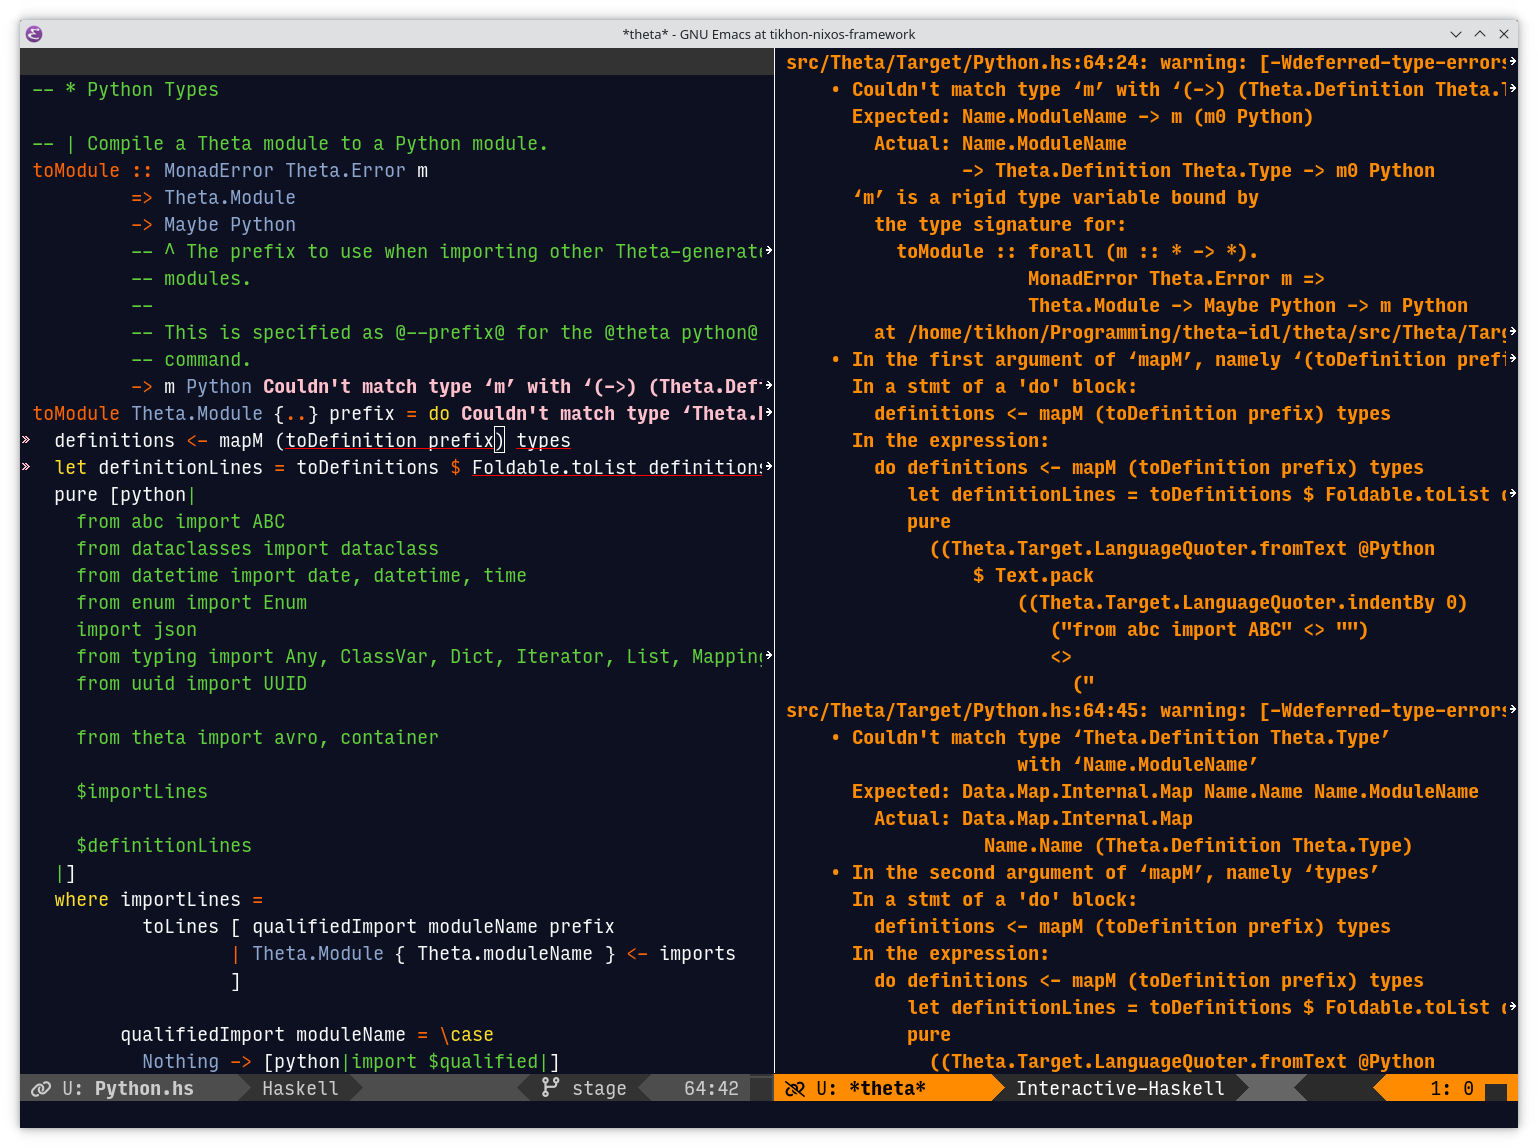 *theta* - GNU Emacs at tikhon-nixos-framework
-- * Python Types
-- | Compile a Theta module to a Python module.
toModule :: MonadError Theta.Error m
=> Theta.Module
-> Maybe Python
-- ^ The prefix to use when importing other Theta-generat
-- modules.
--
-- This is specified as @--prefix@ for the @theta python@
-- command.
-> m Python Couldn't match type ‘m’ with ‘(->) (Theta.Def
toModule Theta.Module {..} prefix = do Couldn't match type ‘Theta.
definitions <- mapM (toDefinition prefix) types
let definitionLines = toDefinitions $ Foldable.toList definition
pure [python|
from abc import ABC
from dataclasses import dataclass
from datetime import date, datetime, time
from enum import Enum
import json
from typing import Any, ClassVar, Dict, Iterator, List, Mapping
from uuid import UUID
from theta import avro, container
$importLines
$definitionLines
|]
where importLines =
toLines [ qualifiedImport moduleName prefix
| Theta.Module { Theta.moduleName } <- imports
]
qualifiedImport moduleName = \case
Nothing -> [python|import $qualified|]
U: Python.hs Haskell stage 64:42
src/Theta/Target/Python.hs:64:24: warning: [-Wdeferred-type-errors
• Couldn't match type ‘m’ with ‘(->) (Theta.Definition Theta.
Expected: Name.ModuleName -> m (m0 Python)
Actual: Name.ModuleName
-> Theta.Definition Theta.Type -> m0 Python
‘m’ is a rigid type variable bound by
the type signature for:
toModule :: forall (m :: * -> *).
MonadError Theta.Error m =>
Theta.Module -> Maybe Python -> m Python
at /home/tikhon/Programming/theta-idl/theta/src/Theta/Targ
• In the first argument of ‘mapM’, namely ‘(toDefinition prefi
In a stmt of a 'do' block:
definitions <- mapM (toDefinition prefix) types
In the expression:
do definitions <- mapM (toDefinition prefix) types
let definitionLines = toDefinitions $ Foldable.toList d
pure
((Theta.Target.LanguageQuoter.fromText @Python
$ Text.pack
((Theta.Target.LanguageQuoter.indentBy 0)
("from abc import ABC" <> "")
<>
("
src/Theta/Target/Python.hs:64:45: warning: [-Wdeferred-type-errors
• Couldn't match type ‘Theta.Definition Theta.Type’
with ‘Name.ModuleName’
Expected: Data.Map.Internal.Map Name.Name Name.ModuleName
Actual: Data.Map.Internal.Map
Name.Name (Theta.Definition Theta.Type)
• In the second argument of ‘mapM’, namely ‘types’
In a stmt of a 'do' block:
definitions <- mapM (toDefinition prefix) types
In the expression:
do definitions <- mapM (toDefinition prefix) types
let definitionLines = toDefinitions $ Foldable.toList d
pure
((Theta.Target.LanguageQuoter.fromText @Python
U: *theta* Interactive-Haskell 1: 0